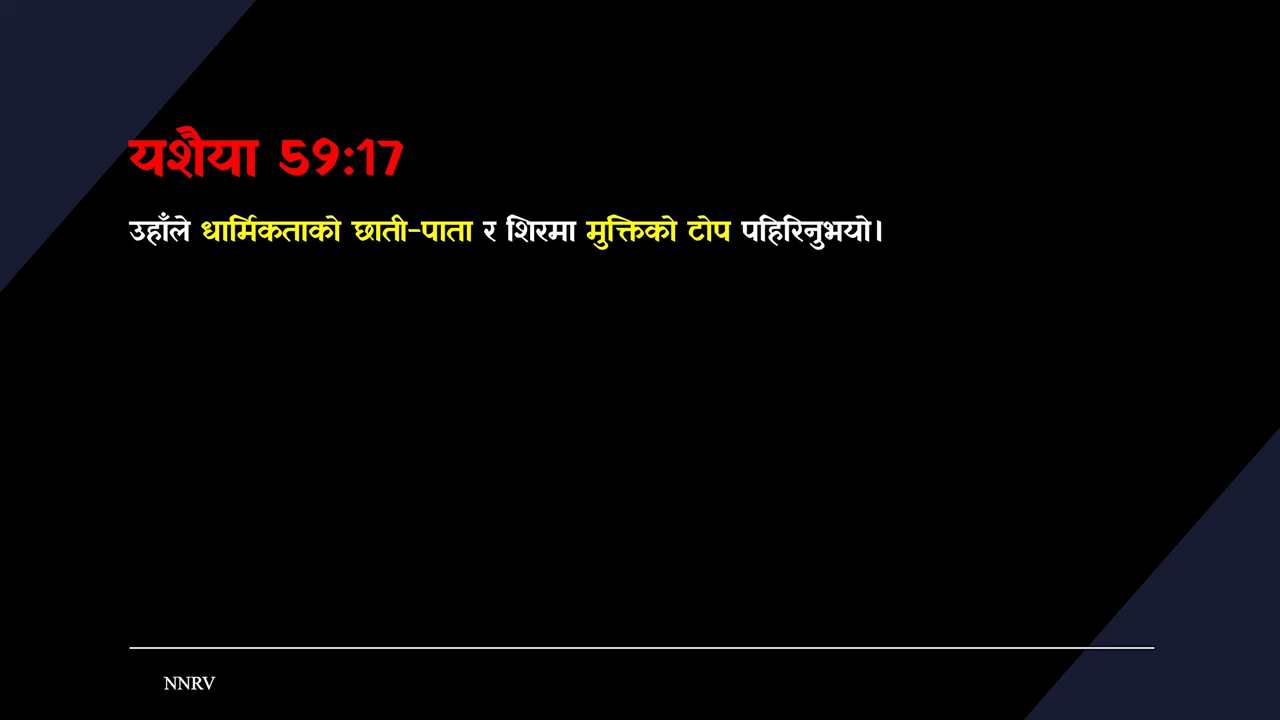 यशैया 59:17
उहाँले धार्मिकताको छाती-पाता र शिरमा मुक्तिको टोप पहिरिनुभयो।
NNRV